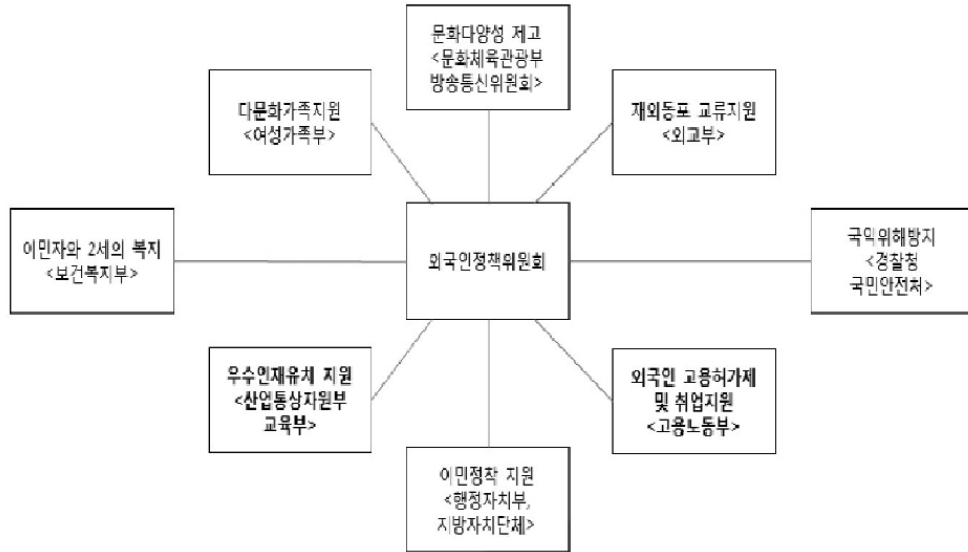 문화다양성 제고
<문화체육관광부
방송통신위원회>
다문화가족지원
<여성가족부>
재외동포 교류지원
<외교부>
이민자와 2세의 복지
<보건복지부>
외국인정책위원회
국익위해방지
<경찰청
국민안전처>
우수인재유치 지원
<산업통상자원부
교육부>
외국인 고용허가제
및 취업지원
<고용노동부>
이민정착 지원
<행정자치부,
지방자치단체>